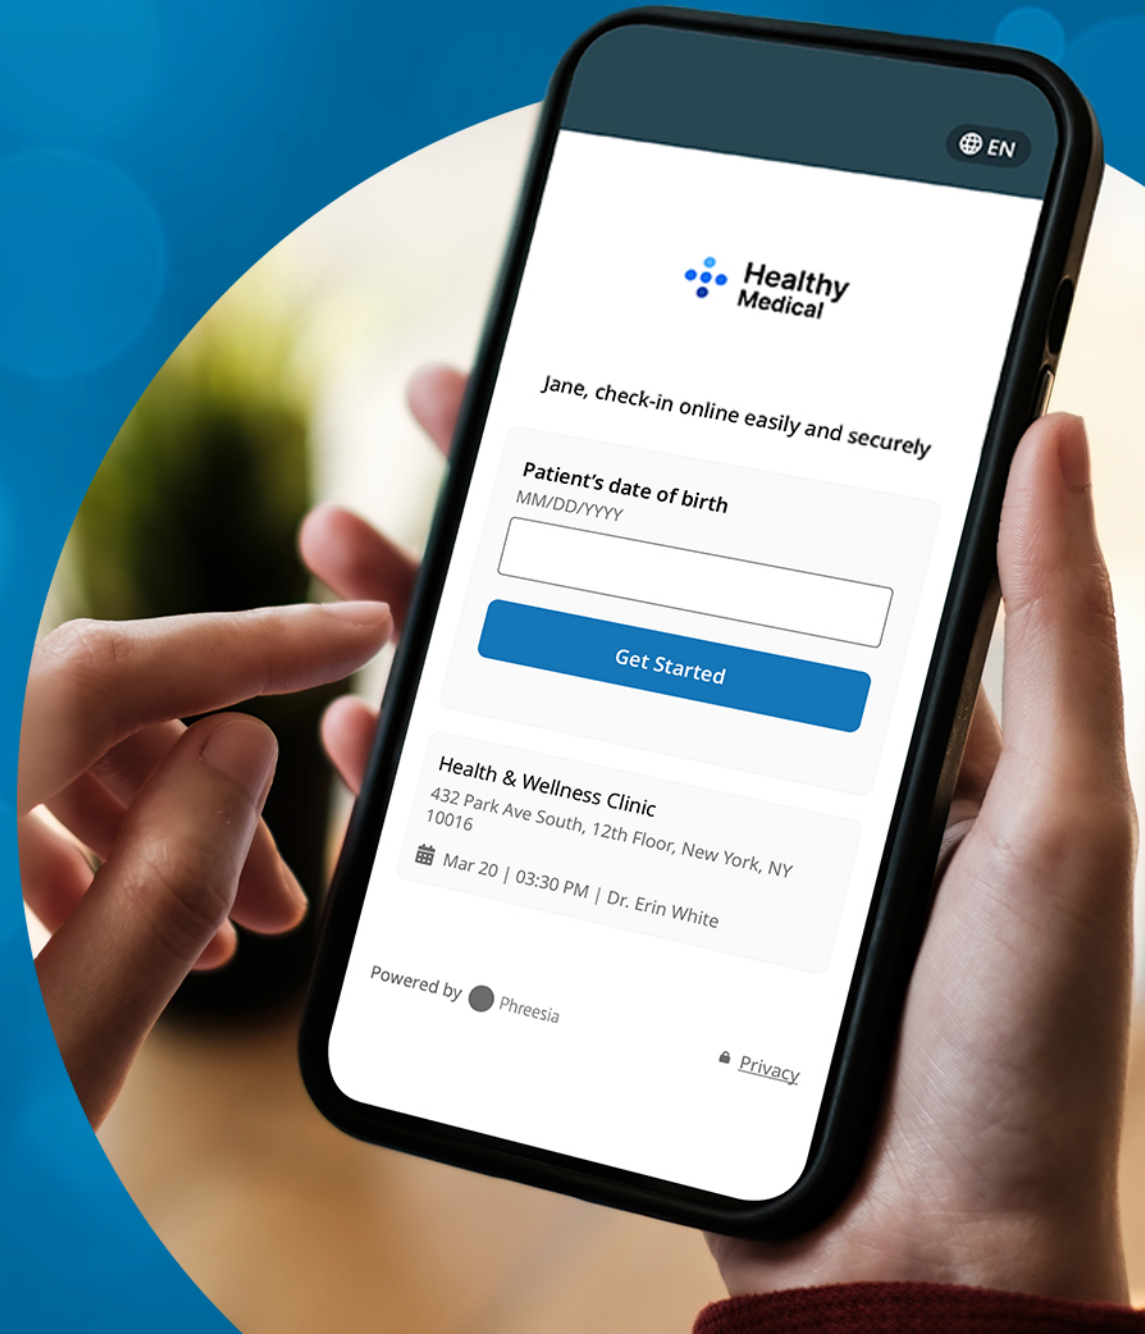 EN
Healthy
Medical
Jane, check-in online easily and securely
Patient’s date of birth
MM/DD/YYYY
Get Started
Health & Wellness Clinic
432 Park Ave South, 12th Floor, New York, NY
10016
Mar 20 | 03:30 PM | Dr. Erin White
Powered by Phreesia
Privacy